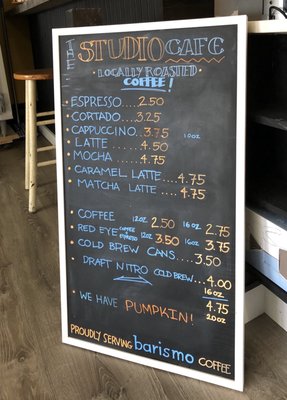 THE STUDIO CAFE
• LOCALLY ROASTED •
COFFEE!
• ESPRESSO....2.50
• CORTADO....3.25
• CAPPUCCINO..3.75 10oz
• LATTE......4.50
• MOCHA.....4.75
• CARAMEL LATTE....4.75
• MATCHA LATTE....4.75
• COFFEE 12oz 2.50 16oz 2.75
• RED EYE COFFEE + ESPRESSO 12oz 3.50 16oz 3.75
• COLD BREW CANS....3.50
• DRAFT NITRO COLD BREW...4.00
16oz
4.75
20oz
• WE HAVE PUMPKIN!
PROUDLY SERVING barismo COFFEE